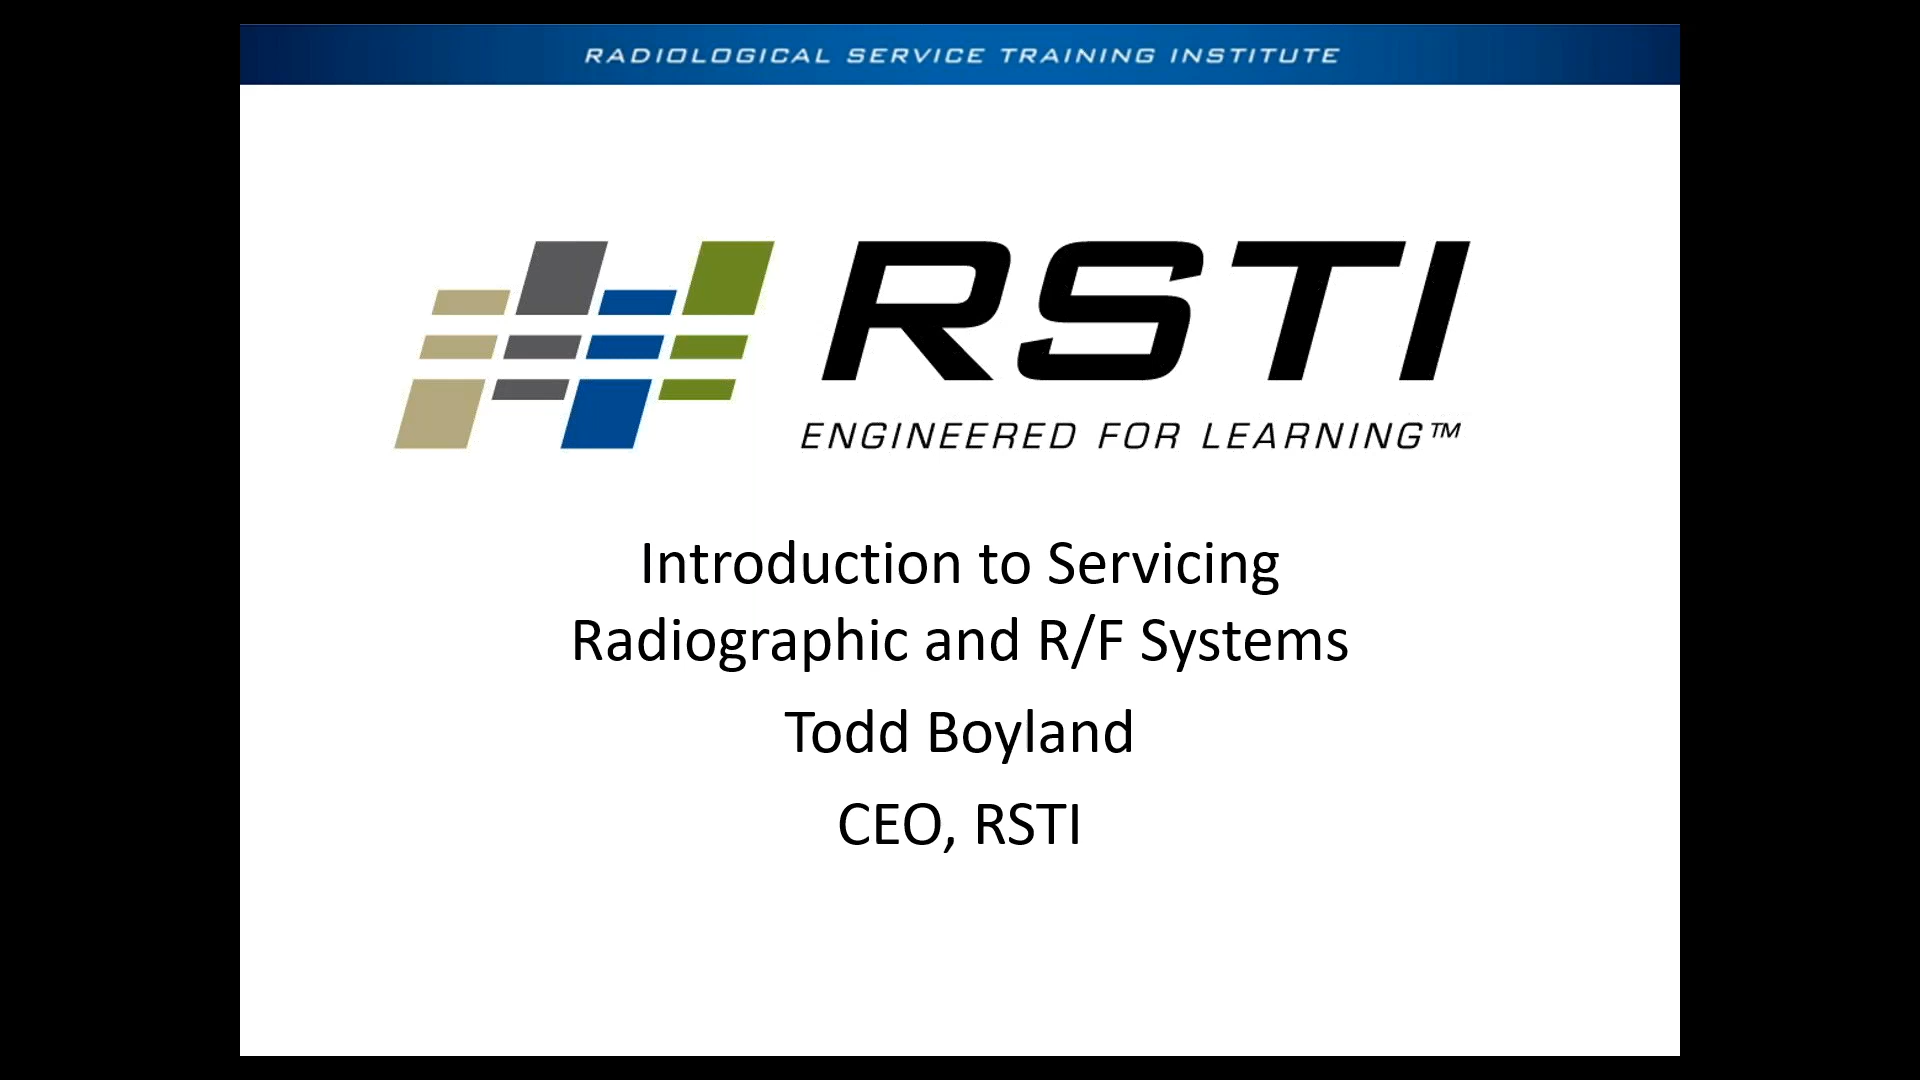 RADIOLOGICAL SERVICE TRAINING INSTITUTE
RSTI
ENGINEERED FOR LEARNING™
Introduction to Servicing
Radiographic and R/F Systems
Todd Boyland
CEO, RSTI